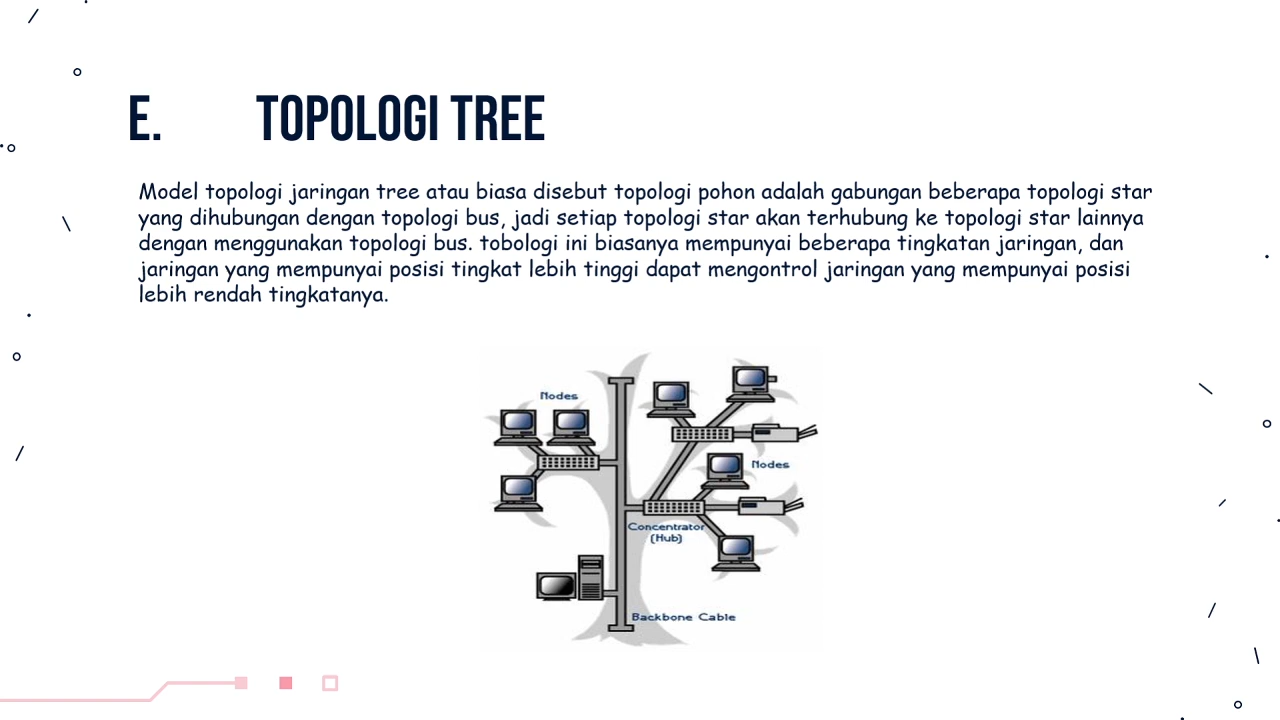 E. TOPOLOGI TREE
Model topologi jaringan tree atau biasa disebut topologi pohon adalah gabungan beberapa topologi star
yang dihubungan dengan topologi bus, jadi setiap topologi star akan terhubung ke topologi star lainnya
dengan menggunakan topologi bus. tobologi ini biasanya mempunyai beberapa tingkatan jaringan, dan
jaringan yang mempunyai posisi tingkat lebih tinggi dapat mengontrol jaringan yang mempunyai posisi
lebih rendah tingkatanya.
Nodes
Nodes
Concentrator
(Hub)
Backbone Cable